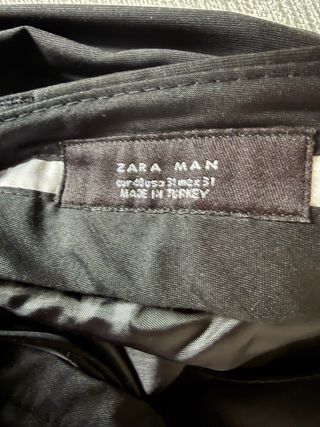 ZARA MAN
eur 40 usa 31 mex 31
MADE IN TURKEY